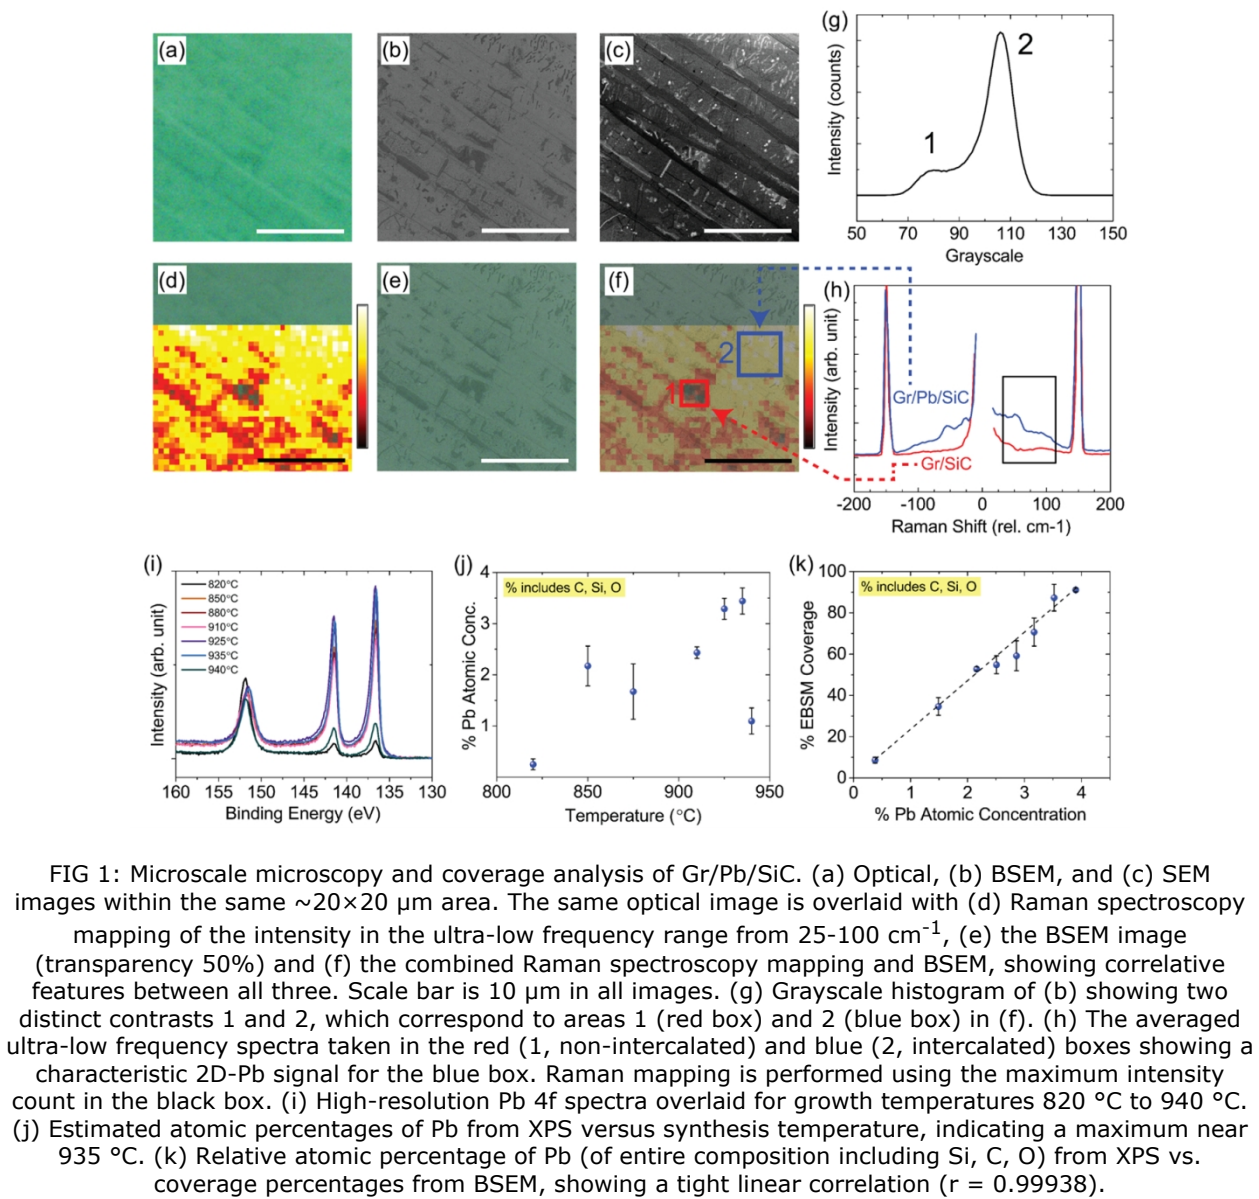 (a)
(b)
(c)
(g)
Intensity (counts)
1
2
50
70
90
110
130
150
Grayscale
(d)
(e)
(f)
2
1
(h)
Intensity (arb. unit)
Gr/Pb/SiC
Gr/SiC
-200
-100
0
100
200
Raman Shift (rel. cm-1)
(i)
Intensity (arb. unit)
820°C
850°C
880°C
910°C
925°C
935°C
940°C
160
155
150
145
140
135
130
Binding Energy (eV)
(j)
% Pb Atomic Conc.
% includes C, Si, O
4
3
2
1
800
850
900
950
Temperature (°C)
(k)
% EBSM Coverage
% includes C, Si, O
100
80
60
40
20
0
0
1
2
3
4
% Pb Atomic Concentration
FIG 1: Microscale microscopy and coverage analysis of Gr/Pb/SiC. (a) Optical, (b) BSEM, and (c) SEM
images within the same ~20×20 µm area. The same optical image is overlaid with (d) Raman spectroscopy
mapping of the intensity in the ultra-low frequency range from 25-100 cm⁻¹, (e) the BSEM image
(transparency 50%) and (f) the combined Raman spectroscopy mapping and BSEM, showing correlative
features between all three. Scale bar is 10 µm in all images. (g) Grayscale histogram of (b) showing two
distinct contrasts 1 and 2, which correspond to areas 1 (red box) and 2 (blue box) in (f). (h) The averaged
ultra-low frequency spectra taken in the red (1, non-intercalated) and blue (2, intercalated) boxes showing a
characteristic 2D-Pb signal for the blue box. Raman mapping is performed using the maximum intensity
count in the black box. (i) High-resolution Pb 4f spectra overlaid for growth temperatures 820 °C to 940 °C.
(j) Estimated atomic percentages of Pb from XPS versus synthesis temperature, indicating a maximum near
935 °C. (k) Relative atomic percentage of Pb (of entire composition including Si, C, O) from XPS vs.
coverage percentages from BSEM, showing a tight linear correlation (r = 0.99938).